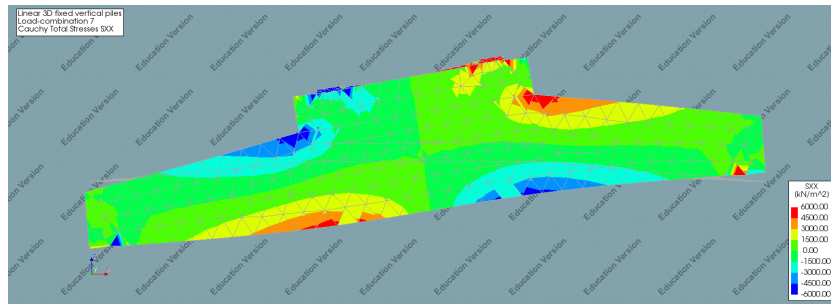 Linear 3D fixed vertical piles
Load-combination 7
Cauchy Total Stresses SXX
Education Version
SXX
(kN/m^2)
6000.00
4500.00
3000.00
1500.00
0.00
-1500.00
-3000.00
-4500.00
-6000.00